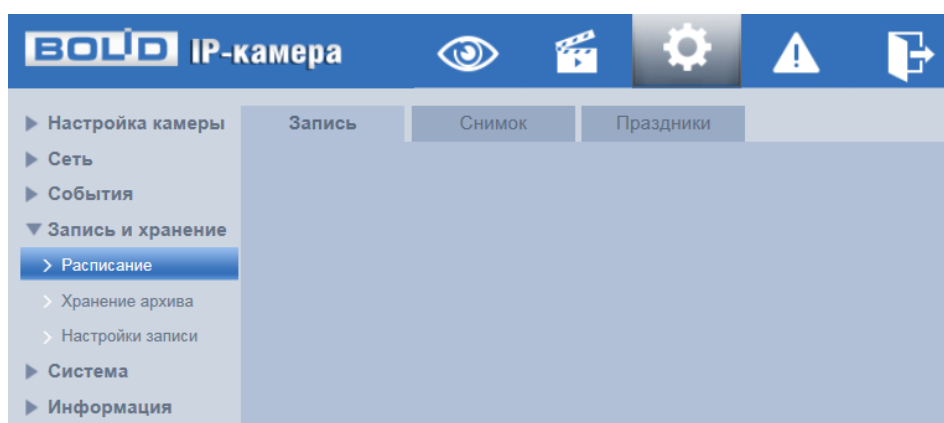 BOLID IP-камера
Настройка камеры
Сеть
События
Запись и хранение
Расписание
Хранение архива
Настройки записи
Система
Информация
Запись Снимок Праздники